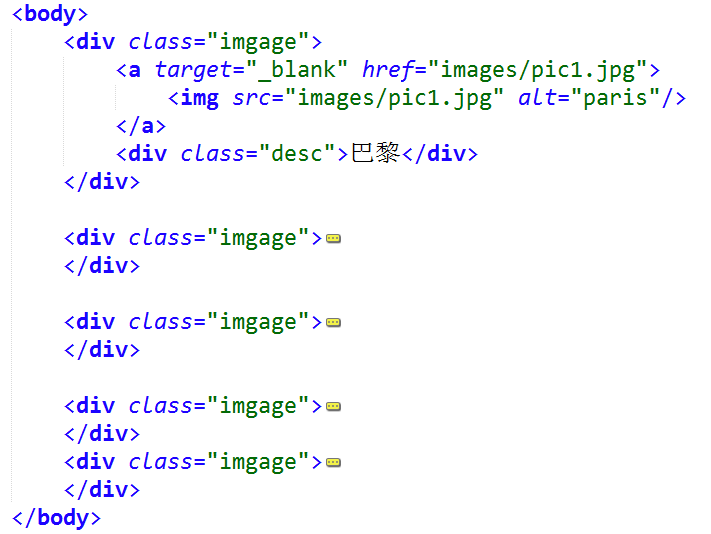 <body>
<div class="imgage">
<a target="_blank" href="images/pic1.jpg">
<img src="images/pic1.jpg" alt="paris"/>
</a>
<div class="desc">巴黎</div>
</div>
<div class="imgage">
</div>
<div class="imgage">
</div>
<div class="imgage">
</div>
<div class="imgage">
</div>
</body>